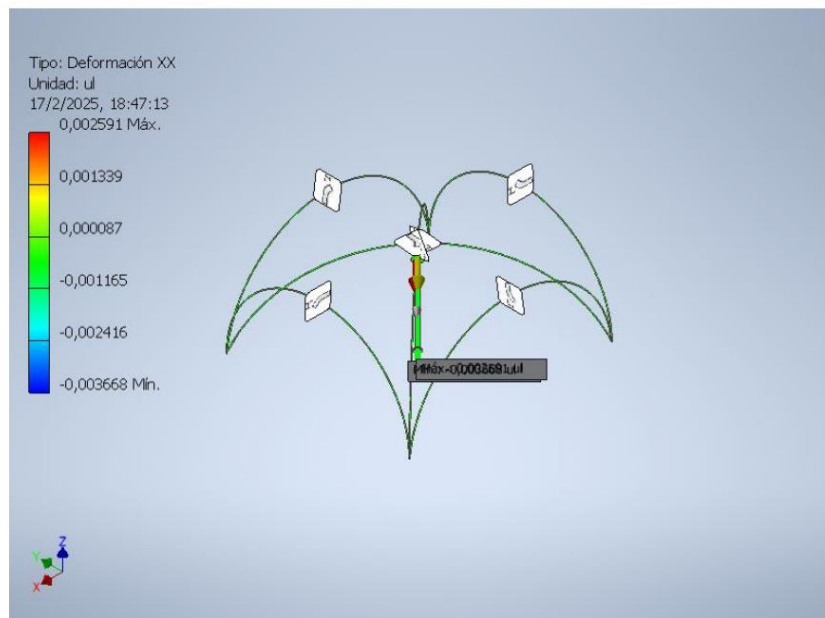 Tipo: Deformación XX
Unidad: ul
17/2/2025, 18:47:13
0,002591 Máx.
0,001339
0,000087
-0,001165
-0,002416
-0,003668 Mín.
Z
Y
X